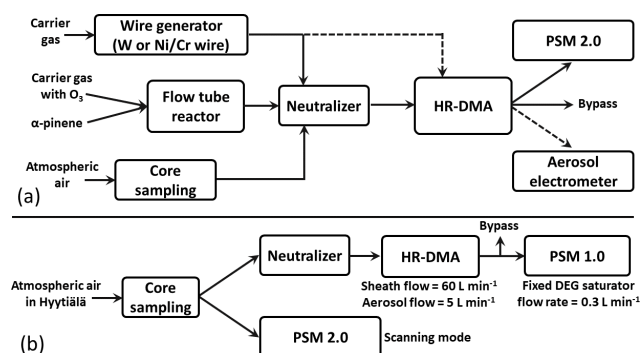 Carrier
gas
Wire generator
(W or Ni/Cr wire)
PSM 2.0
Carrier gas
with O₃
α-pinene
Flow tube
reactor
Neutralizer
HR-DMA
Bypass
Atmospheric
air
Core
sampling
Aerosol
electrometer
(a)
Bypass
Neutralizer
HR-DMA
PSM 1.0
Atmospheric air
in Hyytiälä
Core
sampling
Sheath flow = 60 L min⁻¹
Aerosol flow = 5 L min⁻¹
Fixed DEG saturator
flow rate = 0.3 L min⁻¹
PSM 2.0
Scanning mode
(b)